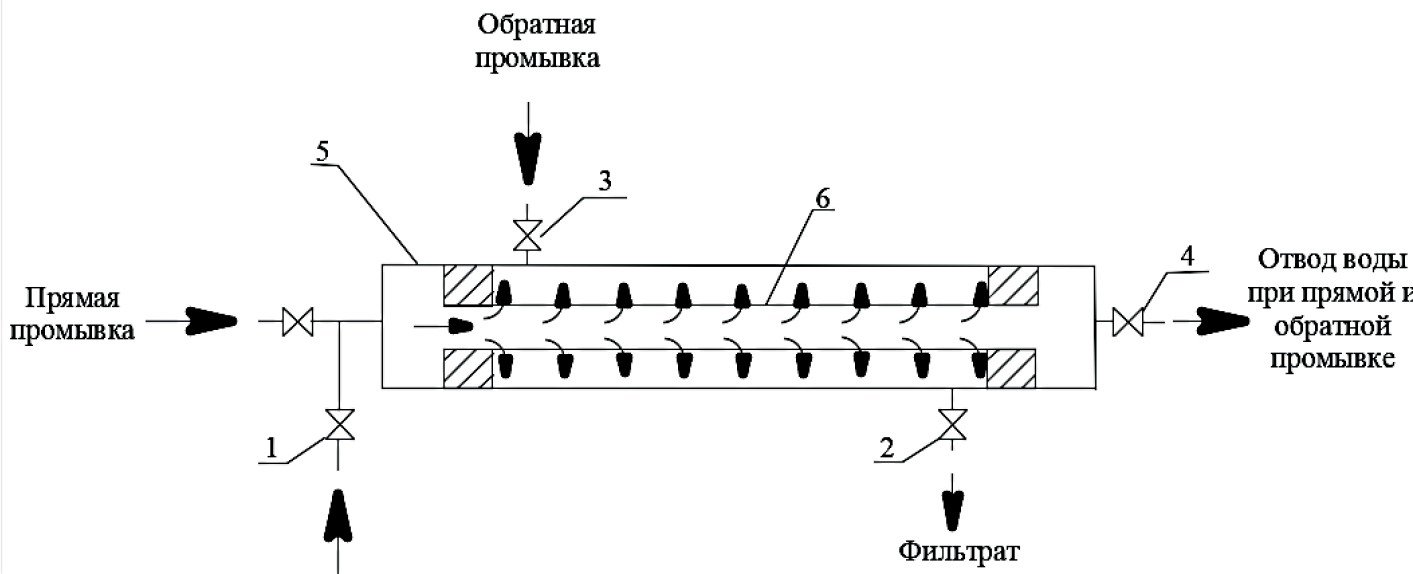 Обратная
промывка
5
3
6
4
Прямая
промывка
Отвод воды
при прямой и
обратной
промывке
1
2
Фильтрат